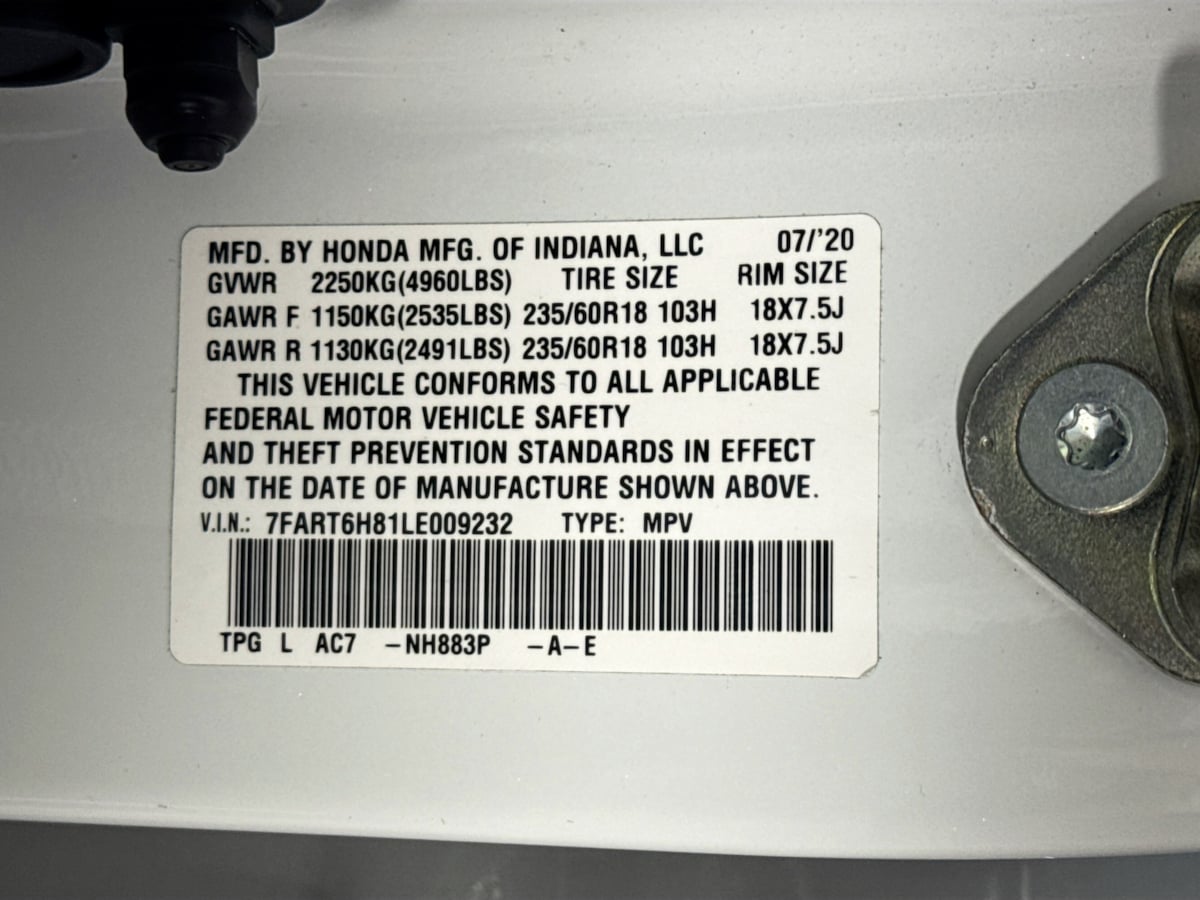 MFD. BY HONDA MFG. OF INDIANA, LLC 07/'20
GVWR 2250KG(4960LBS) TIRE SIZE RIM SIZE
GAWR F 1150KG(2535LBS) 235/60R18 103H 18X7.5J
GAWR R 1130KG(2491LBS) 235/60R18 103H 18X7.5J
THIS VEHICLE CONFORMS TO ALL APPLICABLE
FEDERAL MOTOR VEHICLE SAFETY
AND THEFT PREVENTION STANDARDS IN EFFECT
ON THE DATE OF MANUFACTURE SHOWN ABOVE.
V.I.N.: 7FART6H81LE009232 TYPE: MPV
TPG L AC7 -NH883P -A-E